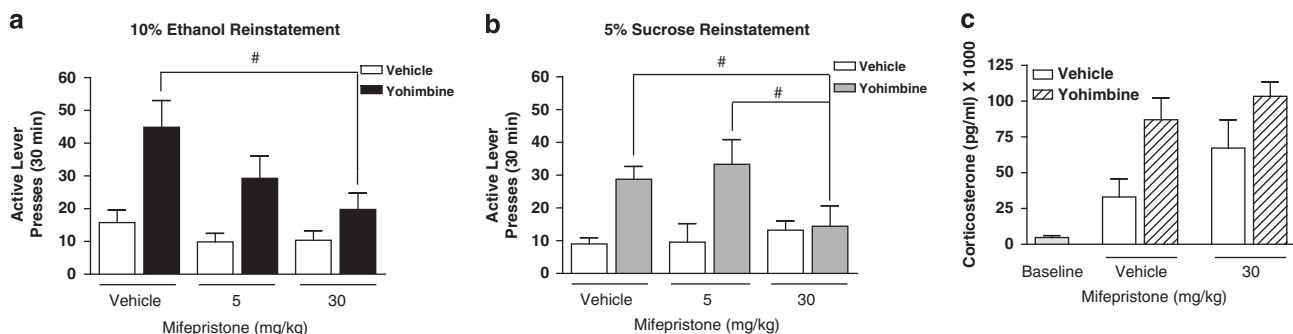 a
10% Ethanol Reinstatement
#
Vehicle
Yohimbine
Active Lever
Presses (30 min)
60
50
40
30
20
10
0
Vehicle
5
30
Mifepristone (mg/kg)
b
5% Sucrose Reinstatement
#
#
Vehicle
Yohimbine
Active Lever
Presses (30 min)
60
50
40
30
20
10
0
Vehicle
5
30
Mifepristone (mg/kg)
c
Corticosterone (pg/ml) X 1000
125
100
75
50
25
0
Vehicle
Yohimbine
Baseline
Vehicle
30
Mifepristone (mg/kg)